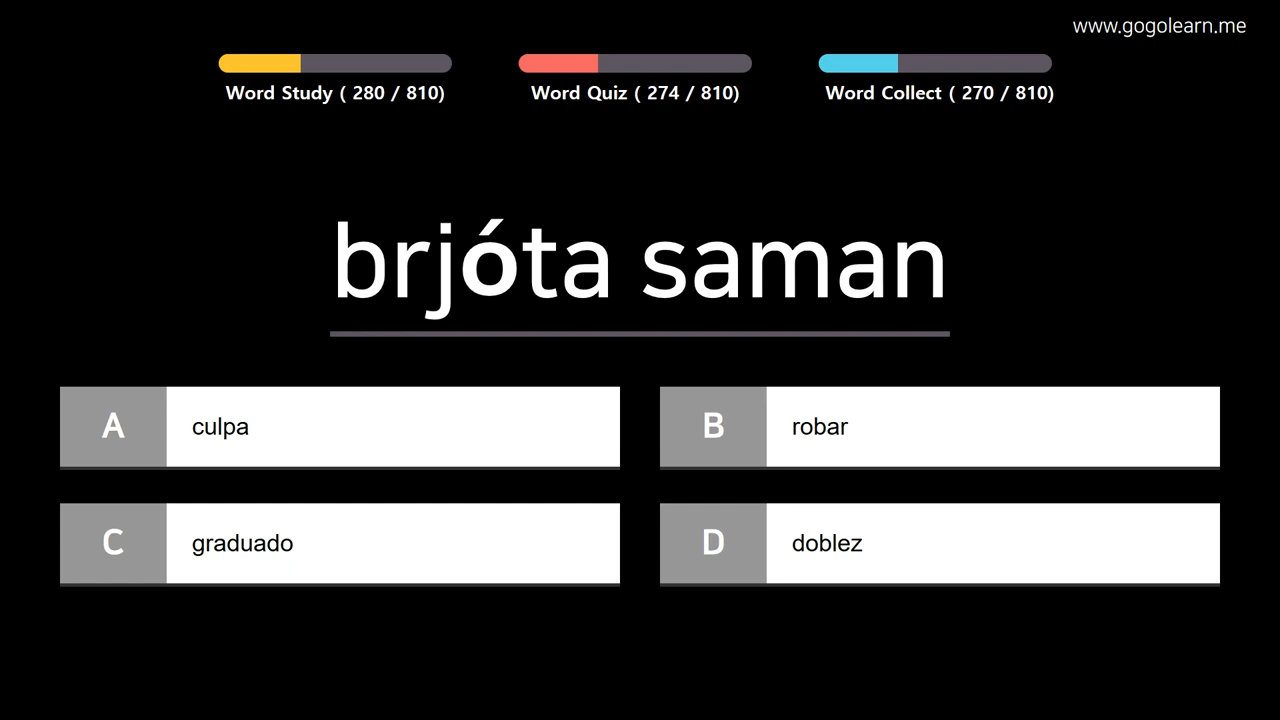 www.gogolearn.me
Word Study ( 280 / 810)
Word Quiz ( 274 / 810)
Word Collect ( 270 / 810)
brjóta saman
A culpa
B robar
C graduado
D doblez